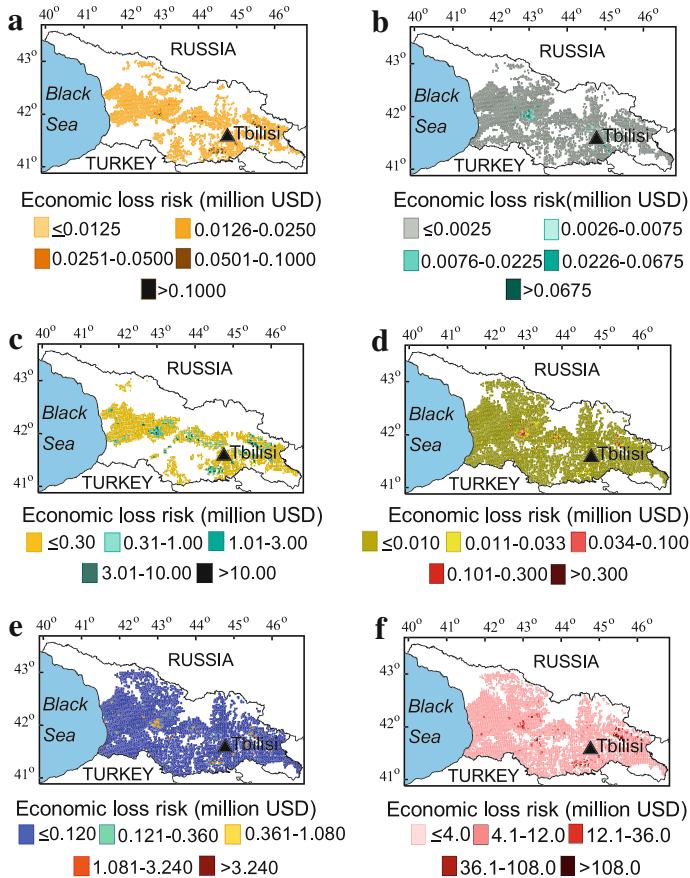 a
40° 41° 42° 43° 44° 45° 46°
43°
42°
41°
RUSSIA
Black
Sea
Tbilisi
TURKEY
Economic loss risk (million USD)
≤0.0125 0.0126-0.0250
0.0251-0.0500 0.0501-0.1000
>0.1000
b
40° 41° 42° 43° 44° 45° 46°
43°
42°
41°
RUSSIA
Black
Sea
Tbilisi
TURKEY
Economic loss risk(million USD)
≤0.0025 0.0026-0.0075
0.0076-0.0225 0.0226-0.0675
>0.0675
c
40° 41° 42° 43° 44° 45° 46°
43°
42°
41°
RUSSIA
Black
Sea
Tbilisi
TURKEY
Economic loss risk (million USD)
≤0.30 0.31-1.00 1.01-3.00
3.01-10.00 >10.00
d
40° 41° 42° 43° 44° 45° 46°
43°
42°
41°
RUSSIA
Black
Sea
Tbilisi
TURKEY
Economic loss risk (million USD)
≤0.010 0.011-0.033 0.034-0.100
0.101-0.300 >0.300
e
40° 41° 42° 43° 44° 45° 46°
43°
42°
41°
RUSSIA
Black
Sea
Tbilisi
TURKEY
Economic loss risk (million USD)
≤0.120 0.121-0.360 0.361-1.080
1.081-3.240 >3.240
f
40° 41° 42° 43° 44° 45° 46°
43°
42°
41°
RUSSIA
Black
Sea
Tbilisi
TURKEY
Economic loss risk (million USD)
≤4.0 4.1-12.0 12.1-36.0
36.1-108.0 >108.0